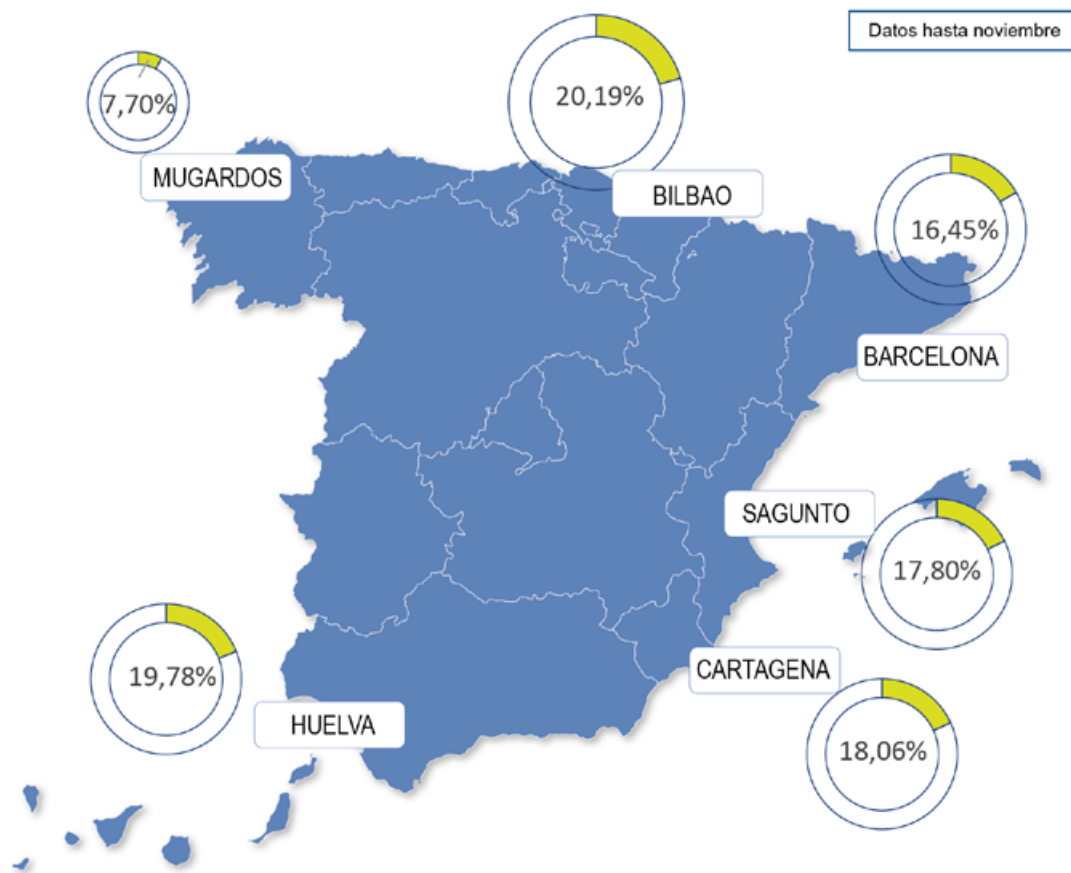 Datos hasta noviembre
7,70%
MUGARDOS
20,19%
BILBAO
16,45%
BARCELONA
SAGUNTO
17,80%
19,78%
HUELVA
CARTAGENA
18,06%